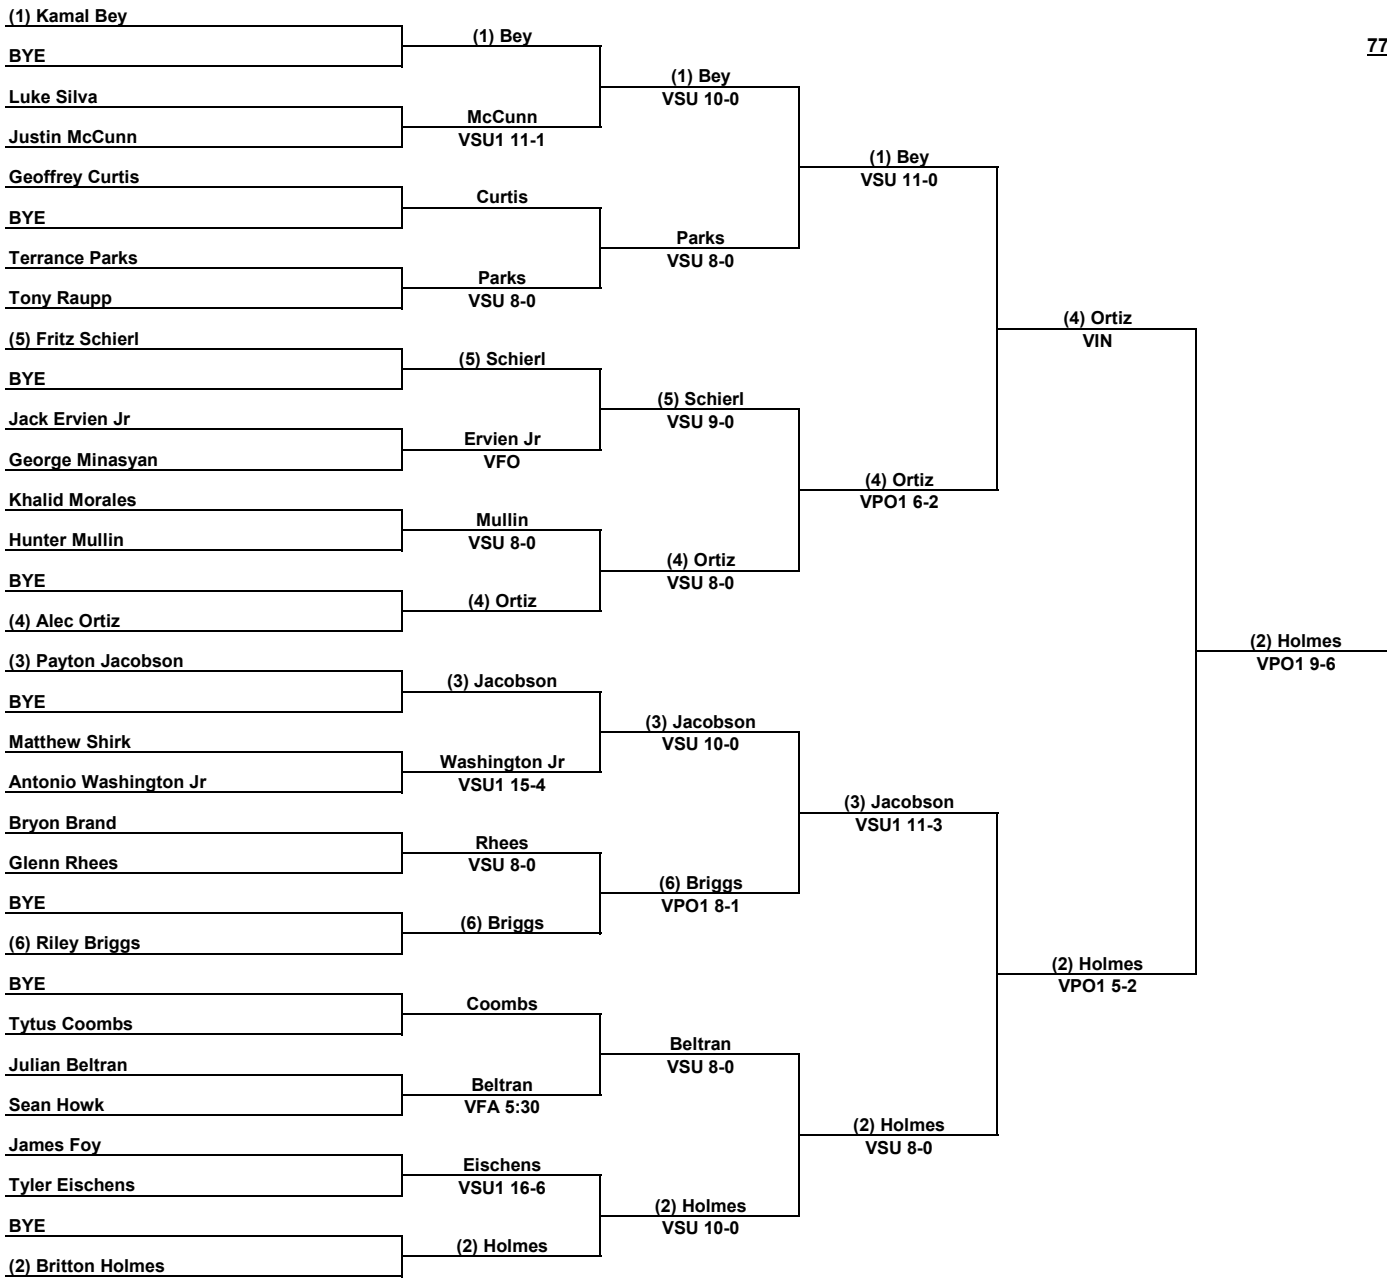 (1) Kamal Bey
BYE
Luke Silva
Justin McCunn
Geoffrey Curtis
BYE
Terrance Parks
Tony Raupp
(5) Fritz Schierl
BYE
Jack Ervien Jr
George Minasyan
Khalid Morales
Hunter Mullin
BYE
(4) Alec Ortiz
(3) Payton Jacobson
BYE
Matthew Shirk
Antonio Washington Jr
Bryon Brand
Glenn Rhees
BYE
(6) Riley Briggs
BYE
Tytus Coombs
Julian Beltran
Sean Howk
James Foy
Tyler Eischens
BYE
(2) Britton Holmes
(1) Bey
McCunn
VSU1 11-1
Curtis
Parks
VSU 8-0
(5) Schierl
Ervien Jr
VFO
Mullin
VSU 8-0
(4) Ortiz
(3) Jacobson
Washington Jr
VSU1 15-4
Rhees
VSU 8-0
(6) Briggs
Coombs
Beltran
VFA 5:30
Eischens
VSU1 16-6
(2) Holmes
(1) Bey
VSU 10-0
Parks
VSU 8-0
(5) Schierl
VSU 9-0
(4) Ortiz
VSU 8-0
(3) Jacobson
VSU 10-0
(6) Briggs
VPO1 8-1
Beltran
VSU 8-0
(2) Holmes
VSU 10-0
(1) Bey
VSU 11-0
(4) Ortiz
VPO1 6-2
(3) Jacobson
VSU1 11-3
(2) Holmes
VSU 8-0
(4) Ortiz
VIN
(2) Holmes
VPO1 5-2
(2) Holmes
VPO1 9-6
77